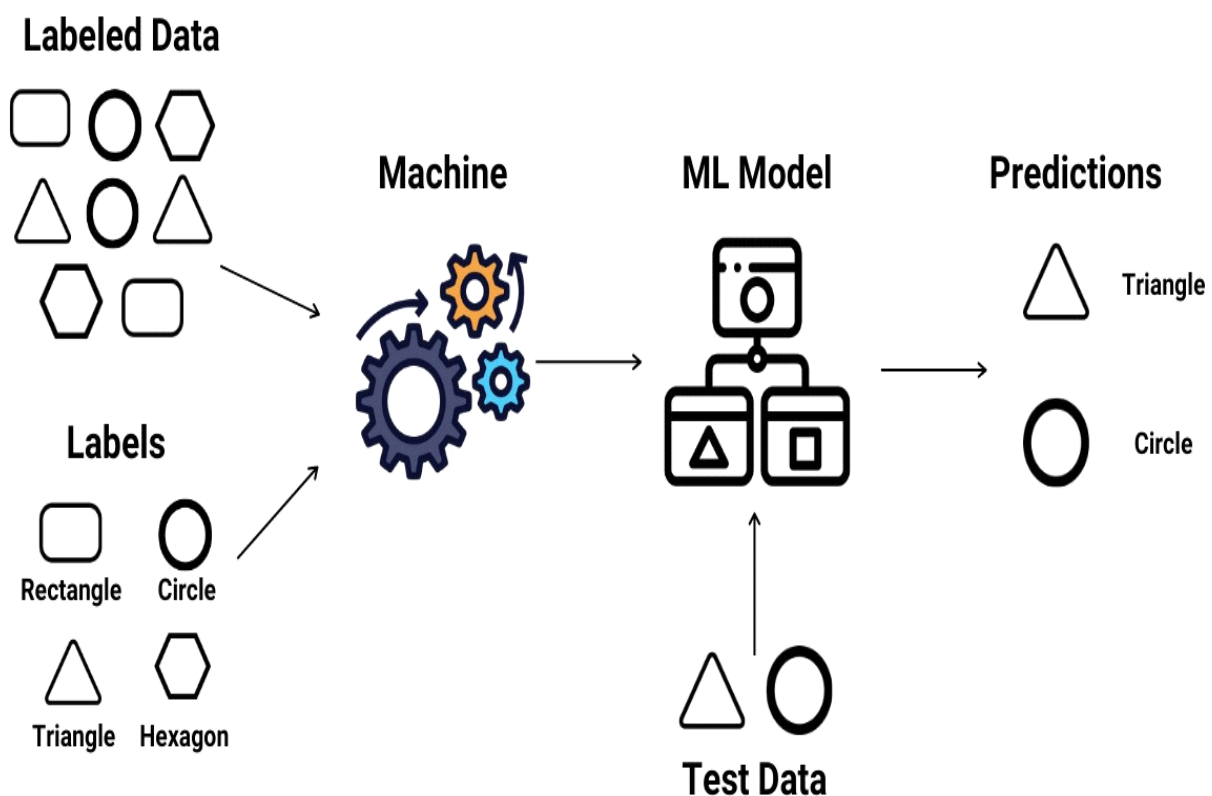 Labeled Data
Machine
ML Model
Predictions
Triangle
Circle
Labels
Rectangle
Circle
Triangle
Hexagon
Test Data